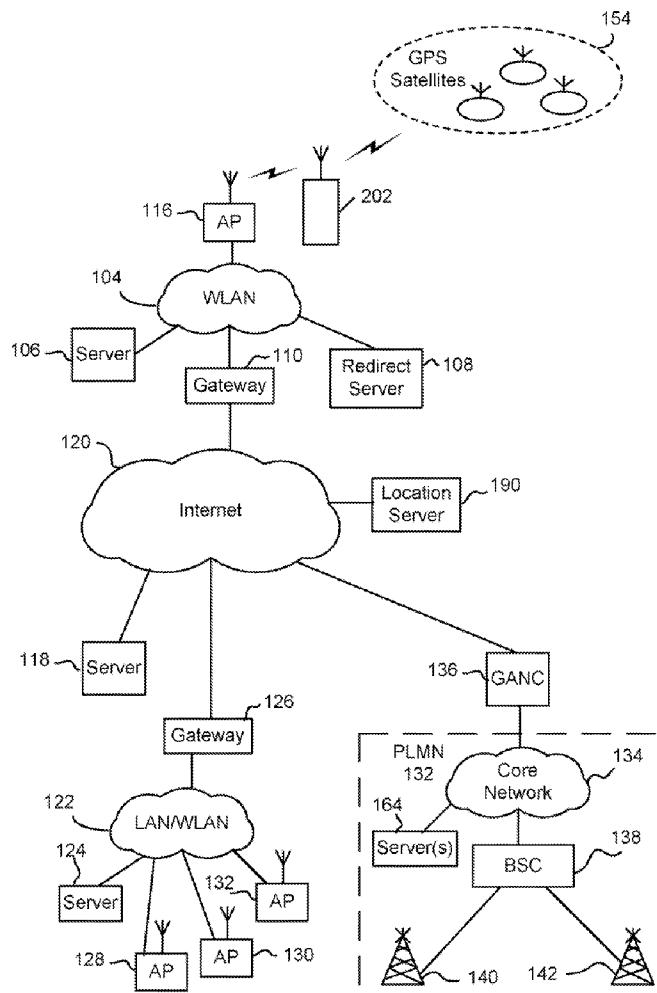 154
GPS
Satellites
116
AP
202
104
WLAN
106
Server
110
Gateway
Redirect
Server
108
120
Internet
Location
Server
190
118
Server
136
GANC
126
Gateway
PLMN
132
Core
Network
134
122
LAN/WLAN
164
Server(s)
138
BSC
124
Server
132
AP
128
AP
AP
130
140
142